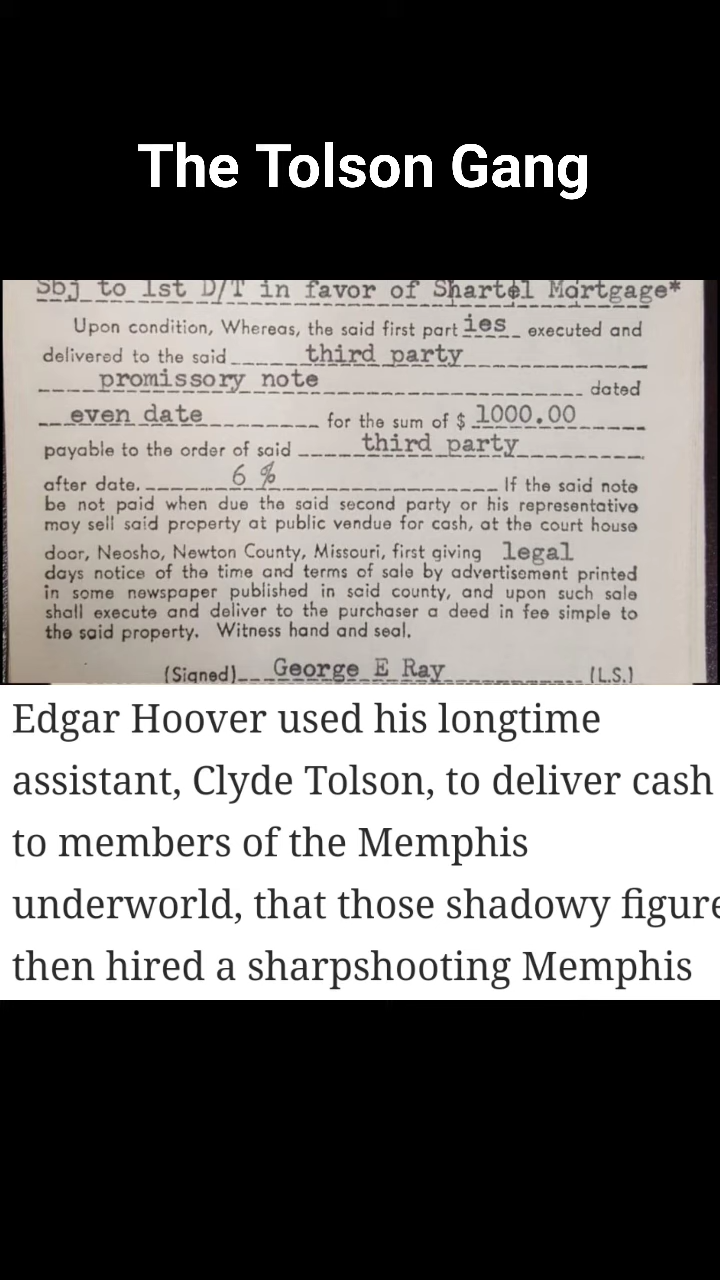 The Tolson Gang
Sbj to 1st D/T in favor of Shartel Mortgage*
Upon condition, Whereas, the said first part ies executed and
delivered to the said third party
promissory note dated
even date for the sum of $ 1000.00
payable to the order of said third party
after date. 6 % If the said note
be not paid when due the said second party or his representative
may sell said property at public vendue for cash, at the court house
door, Neosho, Newton County, Missouri, first giving legal
days notice of the time and terms of sale by advertisement printed
in some newspaper published in said county, and upon such sale
shall execute and deliver to the purchaser a deed in fee simple to
the said property. Witness hand and seal.
(Signed) George E Ray (L.S.)
Edgar Hoover used his longtime
assistant, Clyde Tolson, to deliver cash
to members of the Memphis
underworld, that those shadowy figure
then hired a sharpshooting Memphis